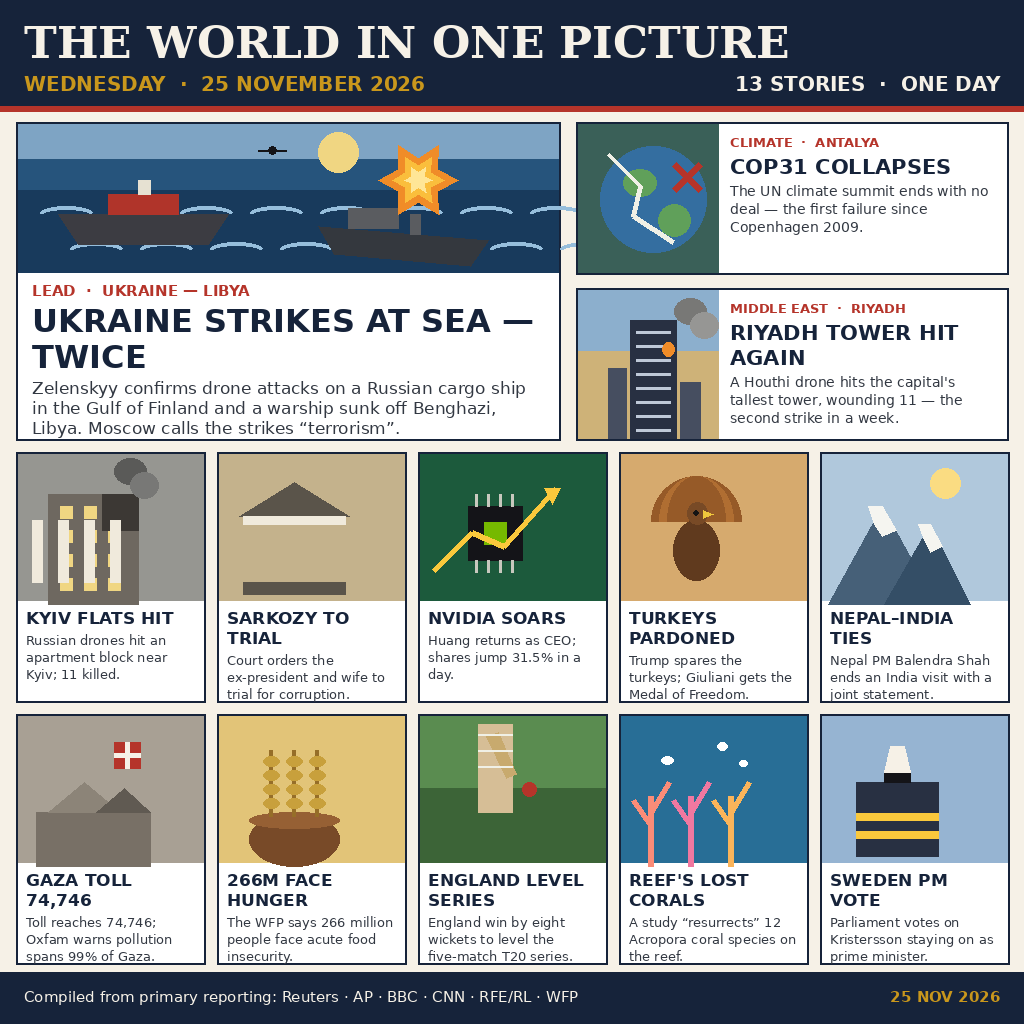 THE WORLD IN ONE PICTURE
WEDNESDAY · 25 NOVEMBER 2026
13 STORIES · ONE DAY
LEAD · UKRAINE — LIBYA
UKRAINE STRIKES AT SEA —
TWICE
Zelenskyy confirms drone attacks on a Russian cargo ship
in the Gulf of Finland and a warship sunk off Benghazi,
Libya. Moscow calls the strikes “terrorism”.
CLIMATE · ANTALYA
COP31 COLLAPSES
The UN climate summit ends with no
deal — the first failure since
Copenhagen 2009.
MIDDLE EAST · RIYADH
RIYADH TOWER HIT
AGAIN
A Houthi drone hits the capital's
tallest tower, wounding 11 — the
second strike in a week.
KYIV FLATS HIT
Russian drones hit an
apartment block near
Kyiv; 11 killed.
SARKOZY TO
TRIAL
Court orders the
ex-president and wife to
trial for corruption.
NVIDIA SOARS
Huang returns as CEO;
shares jump 31.5% in a
day.
TURKEYS
PARDONED
Trump spares the
turkeys; Giuliani gets the
Medal of Freedom.
NEPAL–INDIA
TIES
Nepal PM Balendra Shah
ends an India visit with a
joint statement.
GAZA TOLL
74,746
Toll reaches 74,746;
Oxfam warns pollution
spans 99% of Gaza.
266M FACE
HUNGER
The WFP says 266 million
people face acute food
insecurity.
ENGLAND LEVEL
SERIES
England win by eight
wickets to level the
five-match T20 series.
REEF'S LOST
CORALS
A study “resurrects” 12
Acropora coral species on
the reef.
SWEDEN PM
VOTE
Parliament votes on
Kristersson staying on as
prime minister.
Compiled from primary reporting: Reuters · AP · BBC · CNN · RFE/RL · WFP
25 NOV 2026